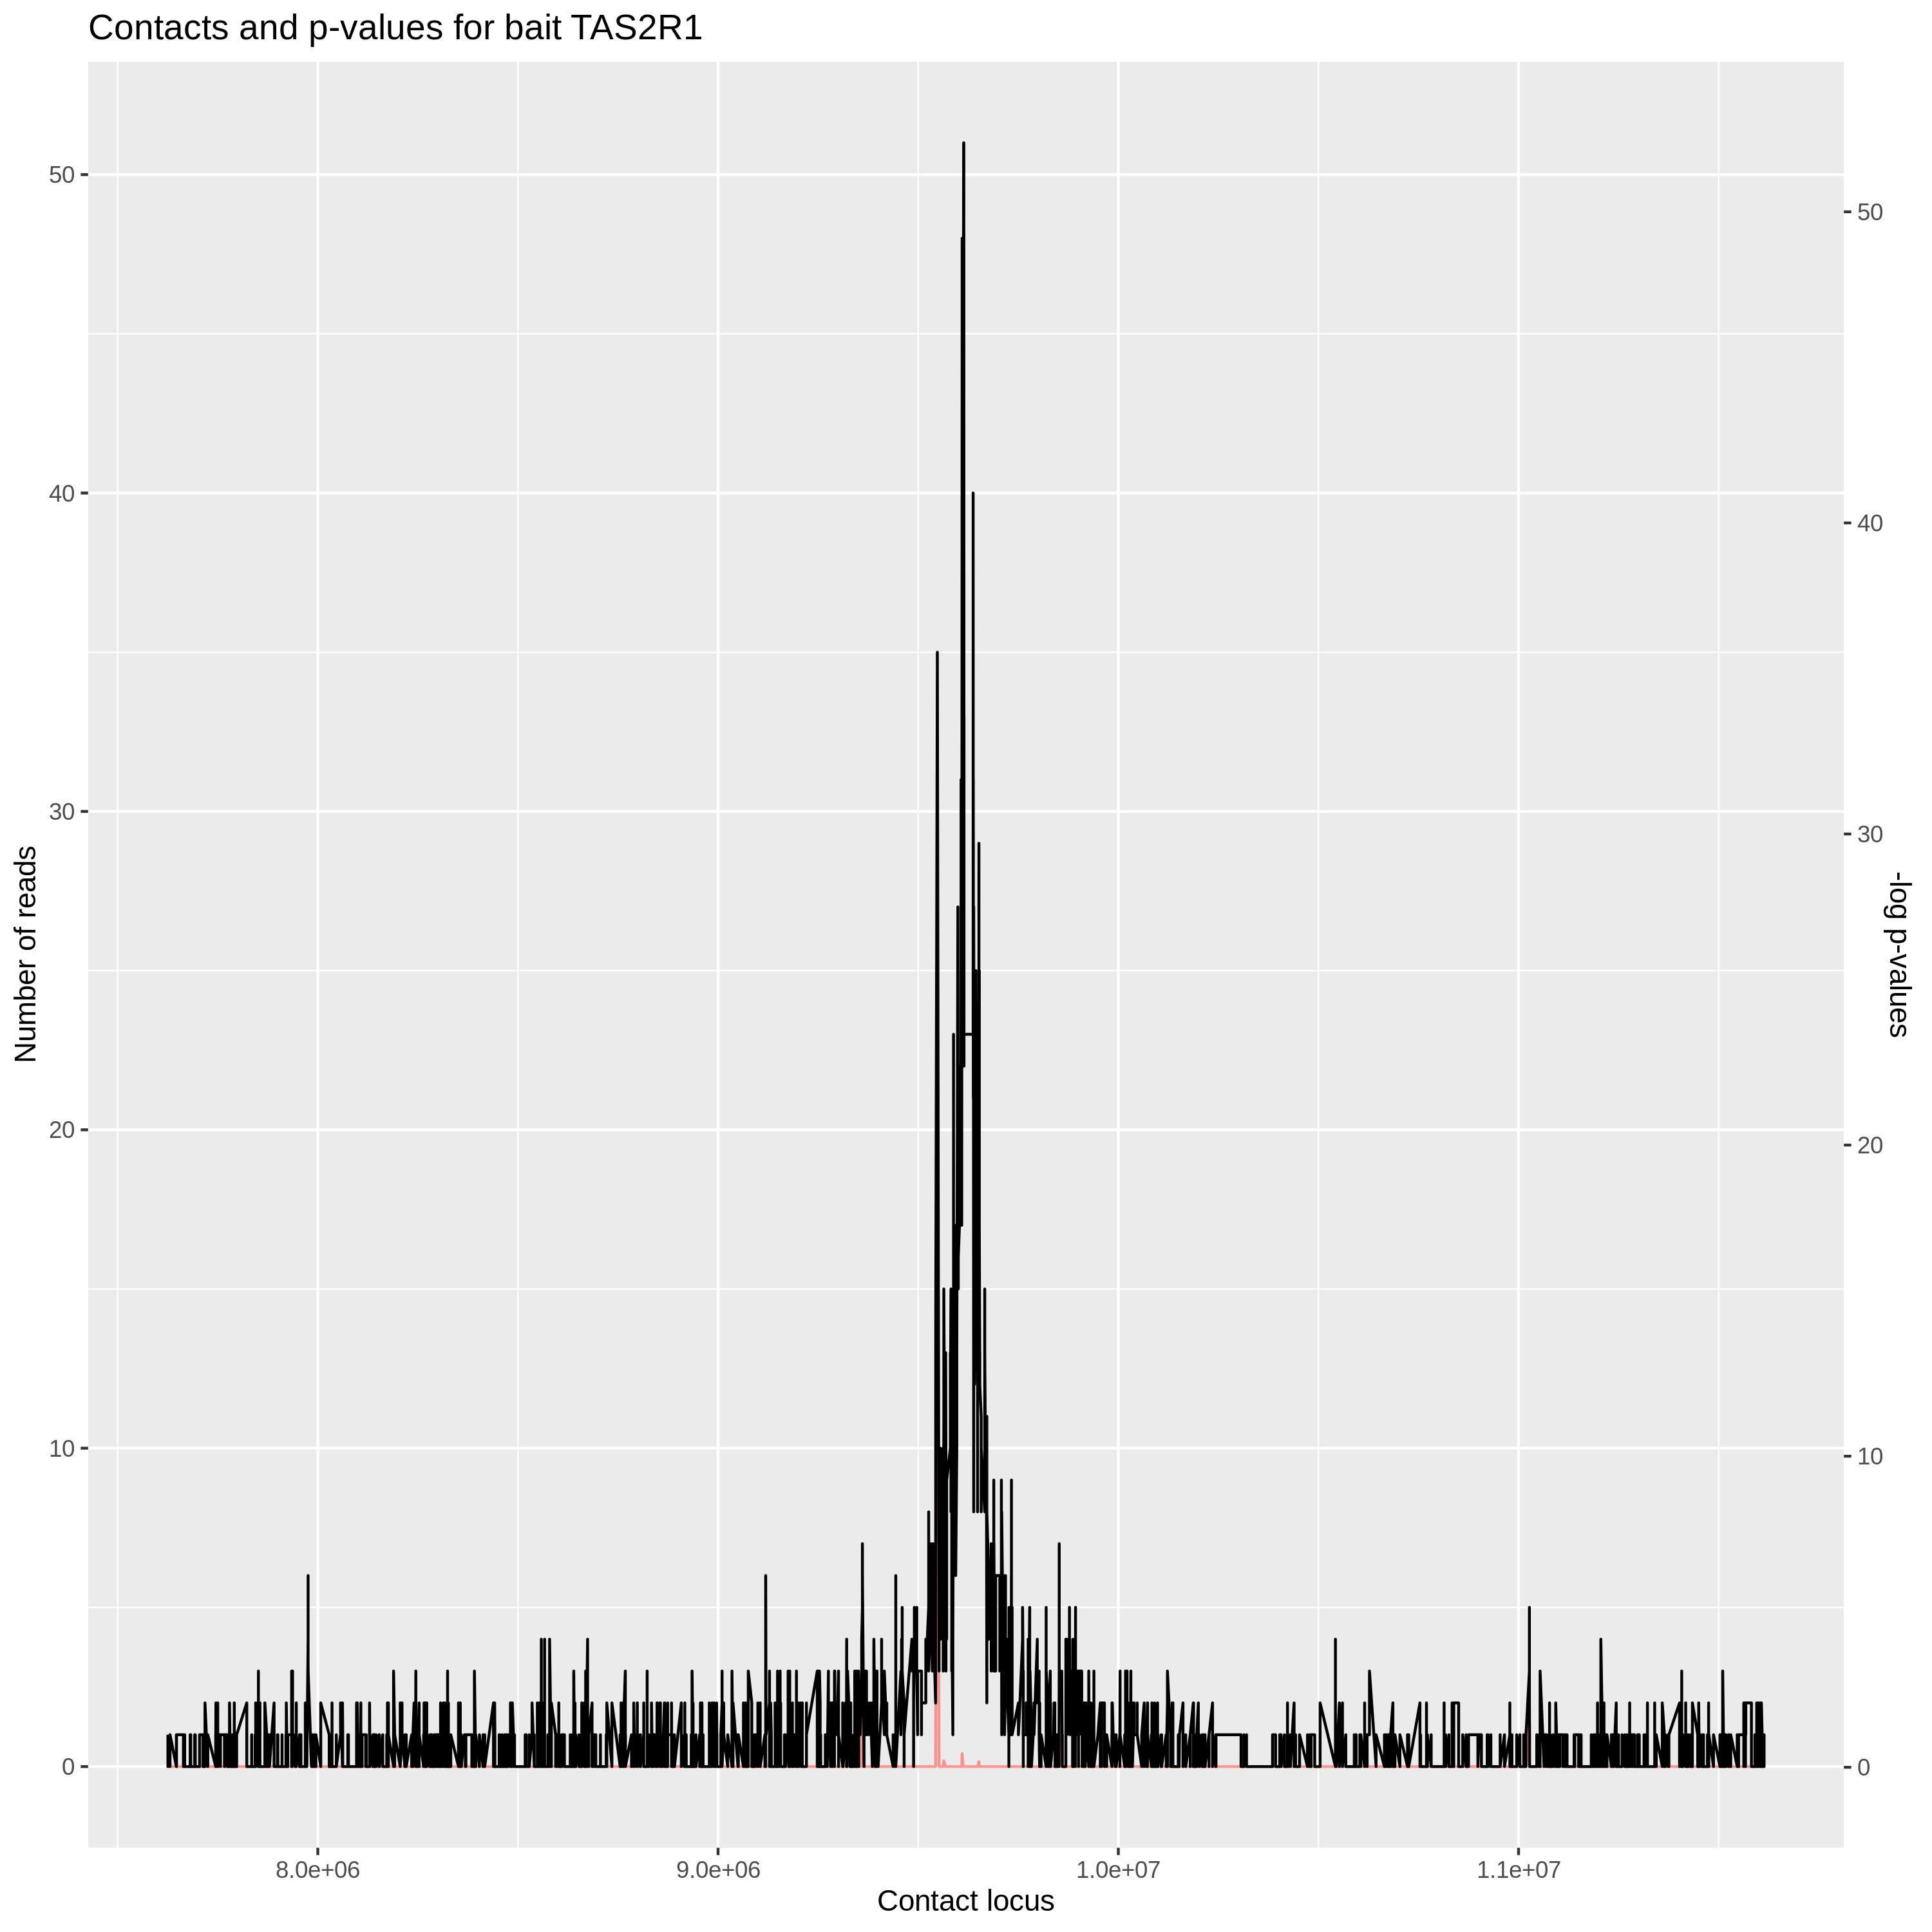 Contacts and p-values for bait TAS2R1
50
40
30
20
10
0
Number of reads
50
40
30
20
10
0
-log p-values
8.0e+06
9.0e+06
1.0e+07
1.1e+07
Contact locus